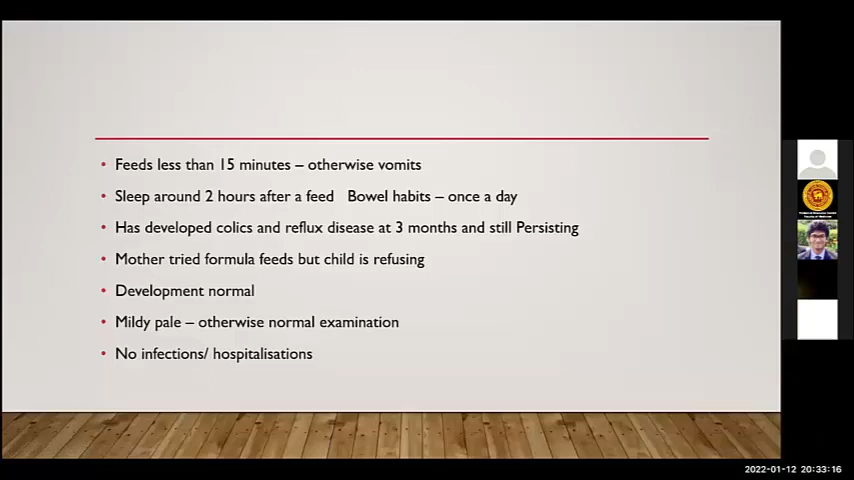 Feeds less than 15 minutes – otherwise vomits
Sleep around 2 hours after a feed Bowel habits – once a day
Has developed colics and reflux disease at 3 months and still Persisting
Mother tried formula feeds but child is refusing
Development normal
Mildy pale – otherwise normal examination
No infections/ hospitalisations
2022-01-12 20:33:16